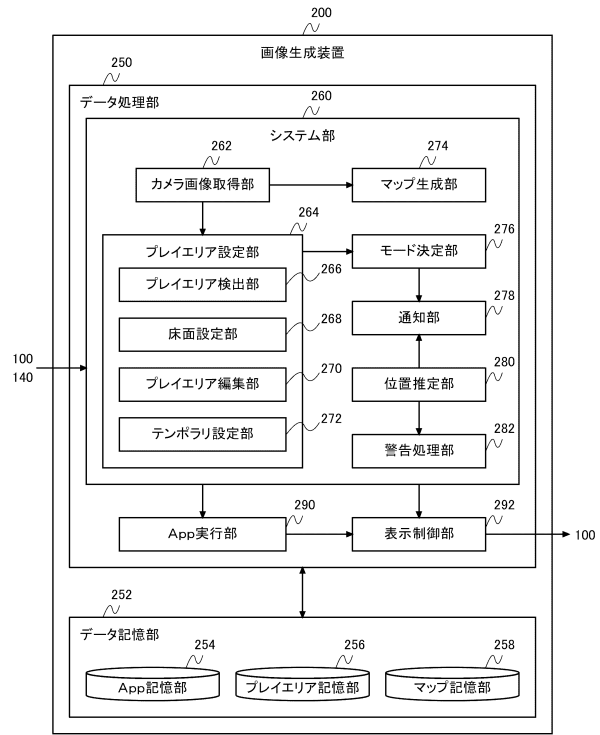 200
画像生成装置
250
データ処理部
260
システム部
262
274
カメラ画像取得部
マップ生成部
264
276
プレイエリア設定部
モード決定部
266
プレイエリア検出部
278
268
通知部
床面設定部
100
140
270
280
プレイエリア編集部
位置推定部
272
282
テンポラリ設定部
警告処理部
290
292
App実行部
表示制御部
100
252
データ記憶部
254
256
258
App記憶部
プレイエリア記憶部
マップ記憶部